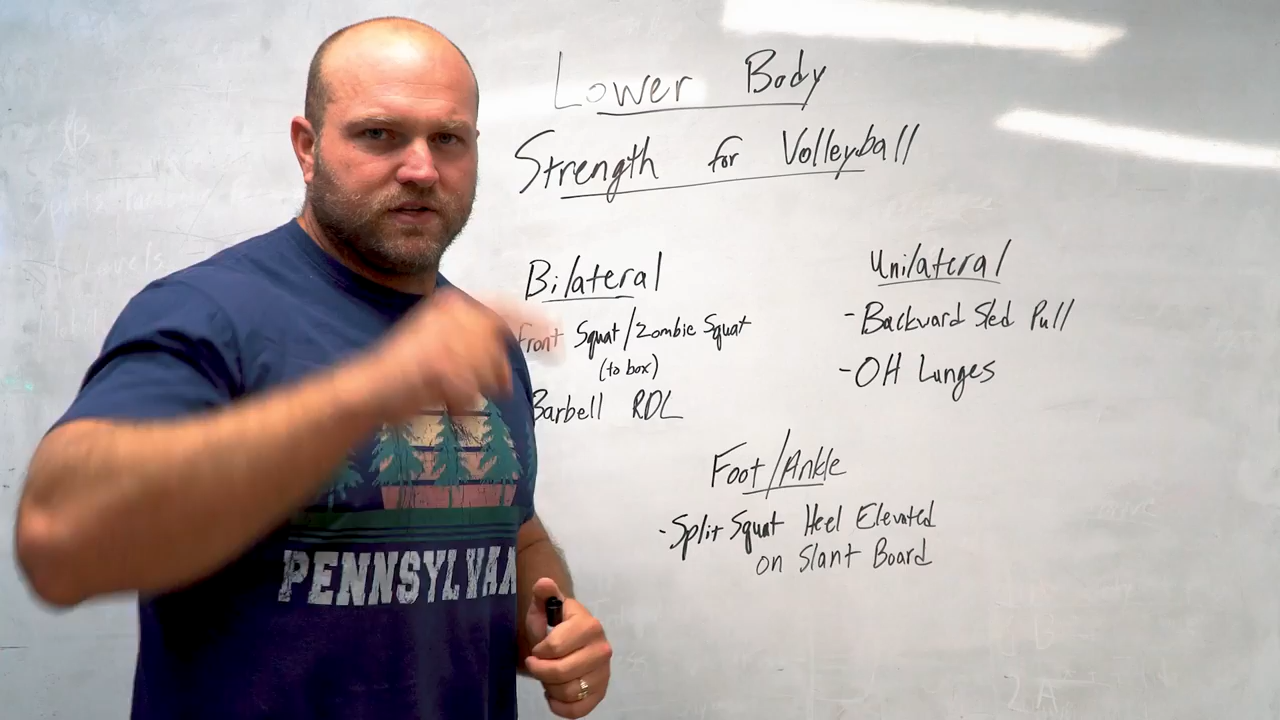 Lower Body
Strength for Volleyball
Bilateral
Front Squat/Zombie Squat
(to box)
Barbell RDL
Unilateral
-Backward Sled Pull
-OH Lunges
Foot/Ankle
-Split Squat Heel Elevated
on Slant Board
PENNSYLVAN